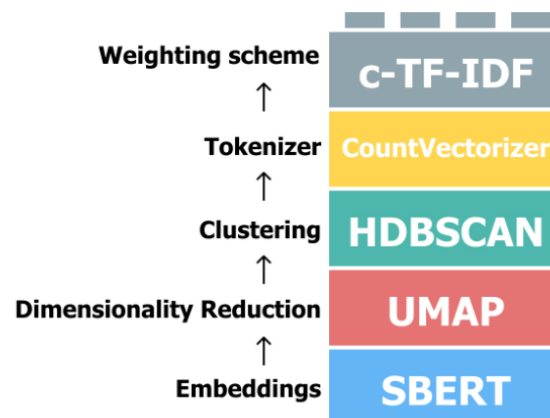 Weighting scheme
c-TF-IDF
↑
Tokenizer
CountVectorizer
↑
Clustering
HDBSCAN
↑
Dimensionality Reduction
UMAP
↑
Embeddings
SBERT